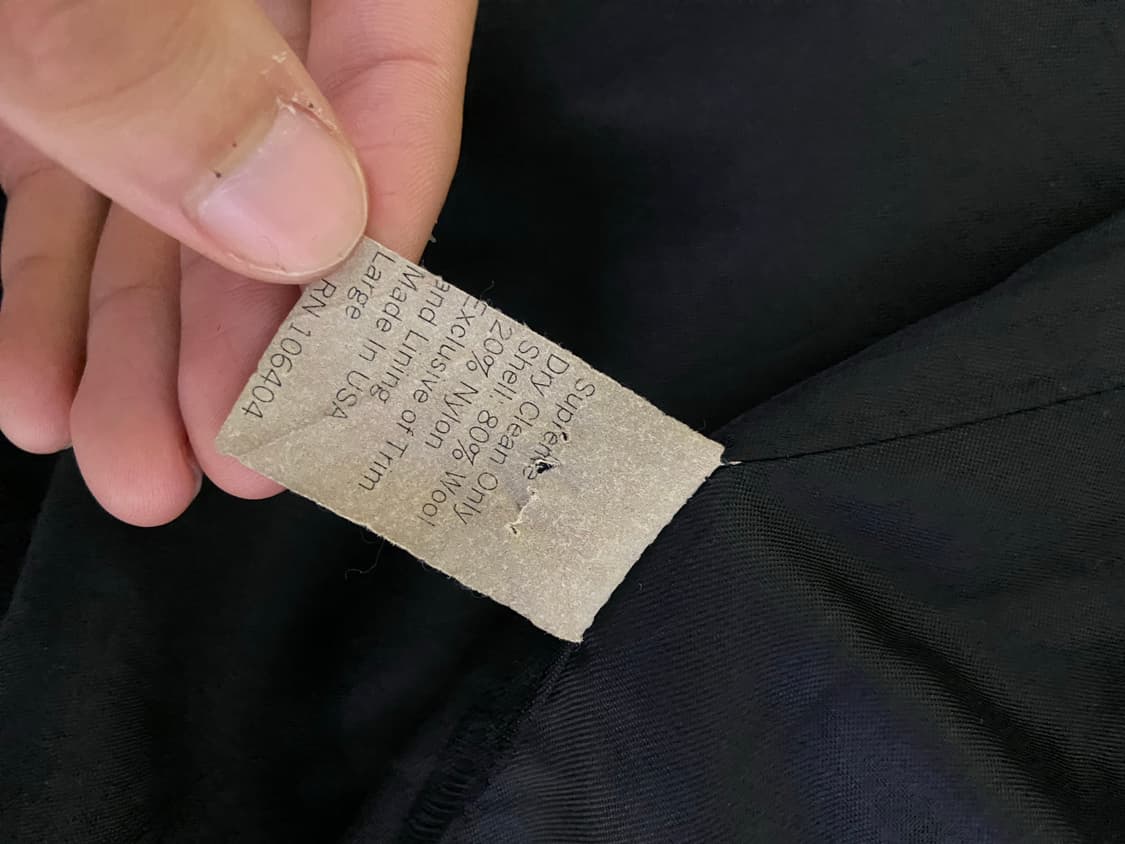 Supreme
Dry Clean Only
Shell: 80% Wool
20% Nylon
Exclusive of Trim
and Lining
Made in USA
Large
RN 106404